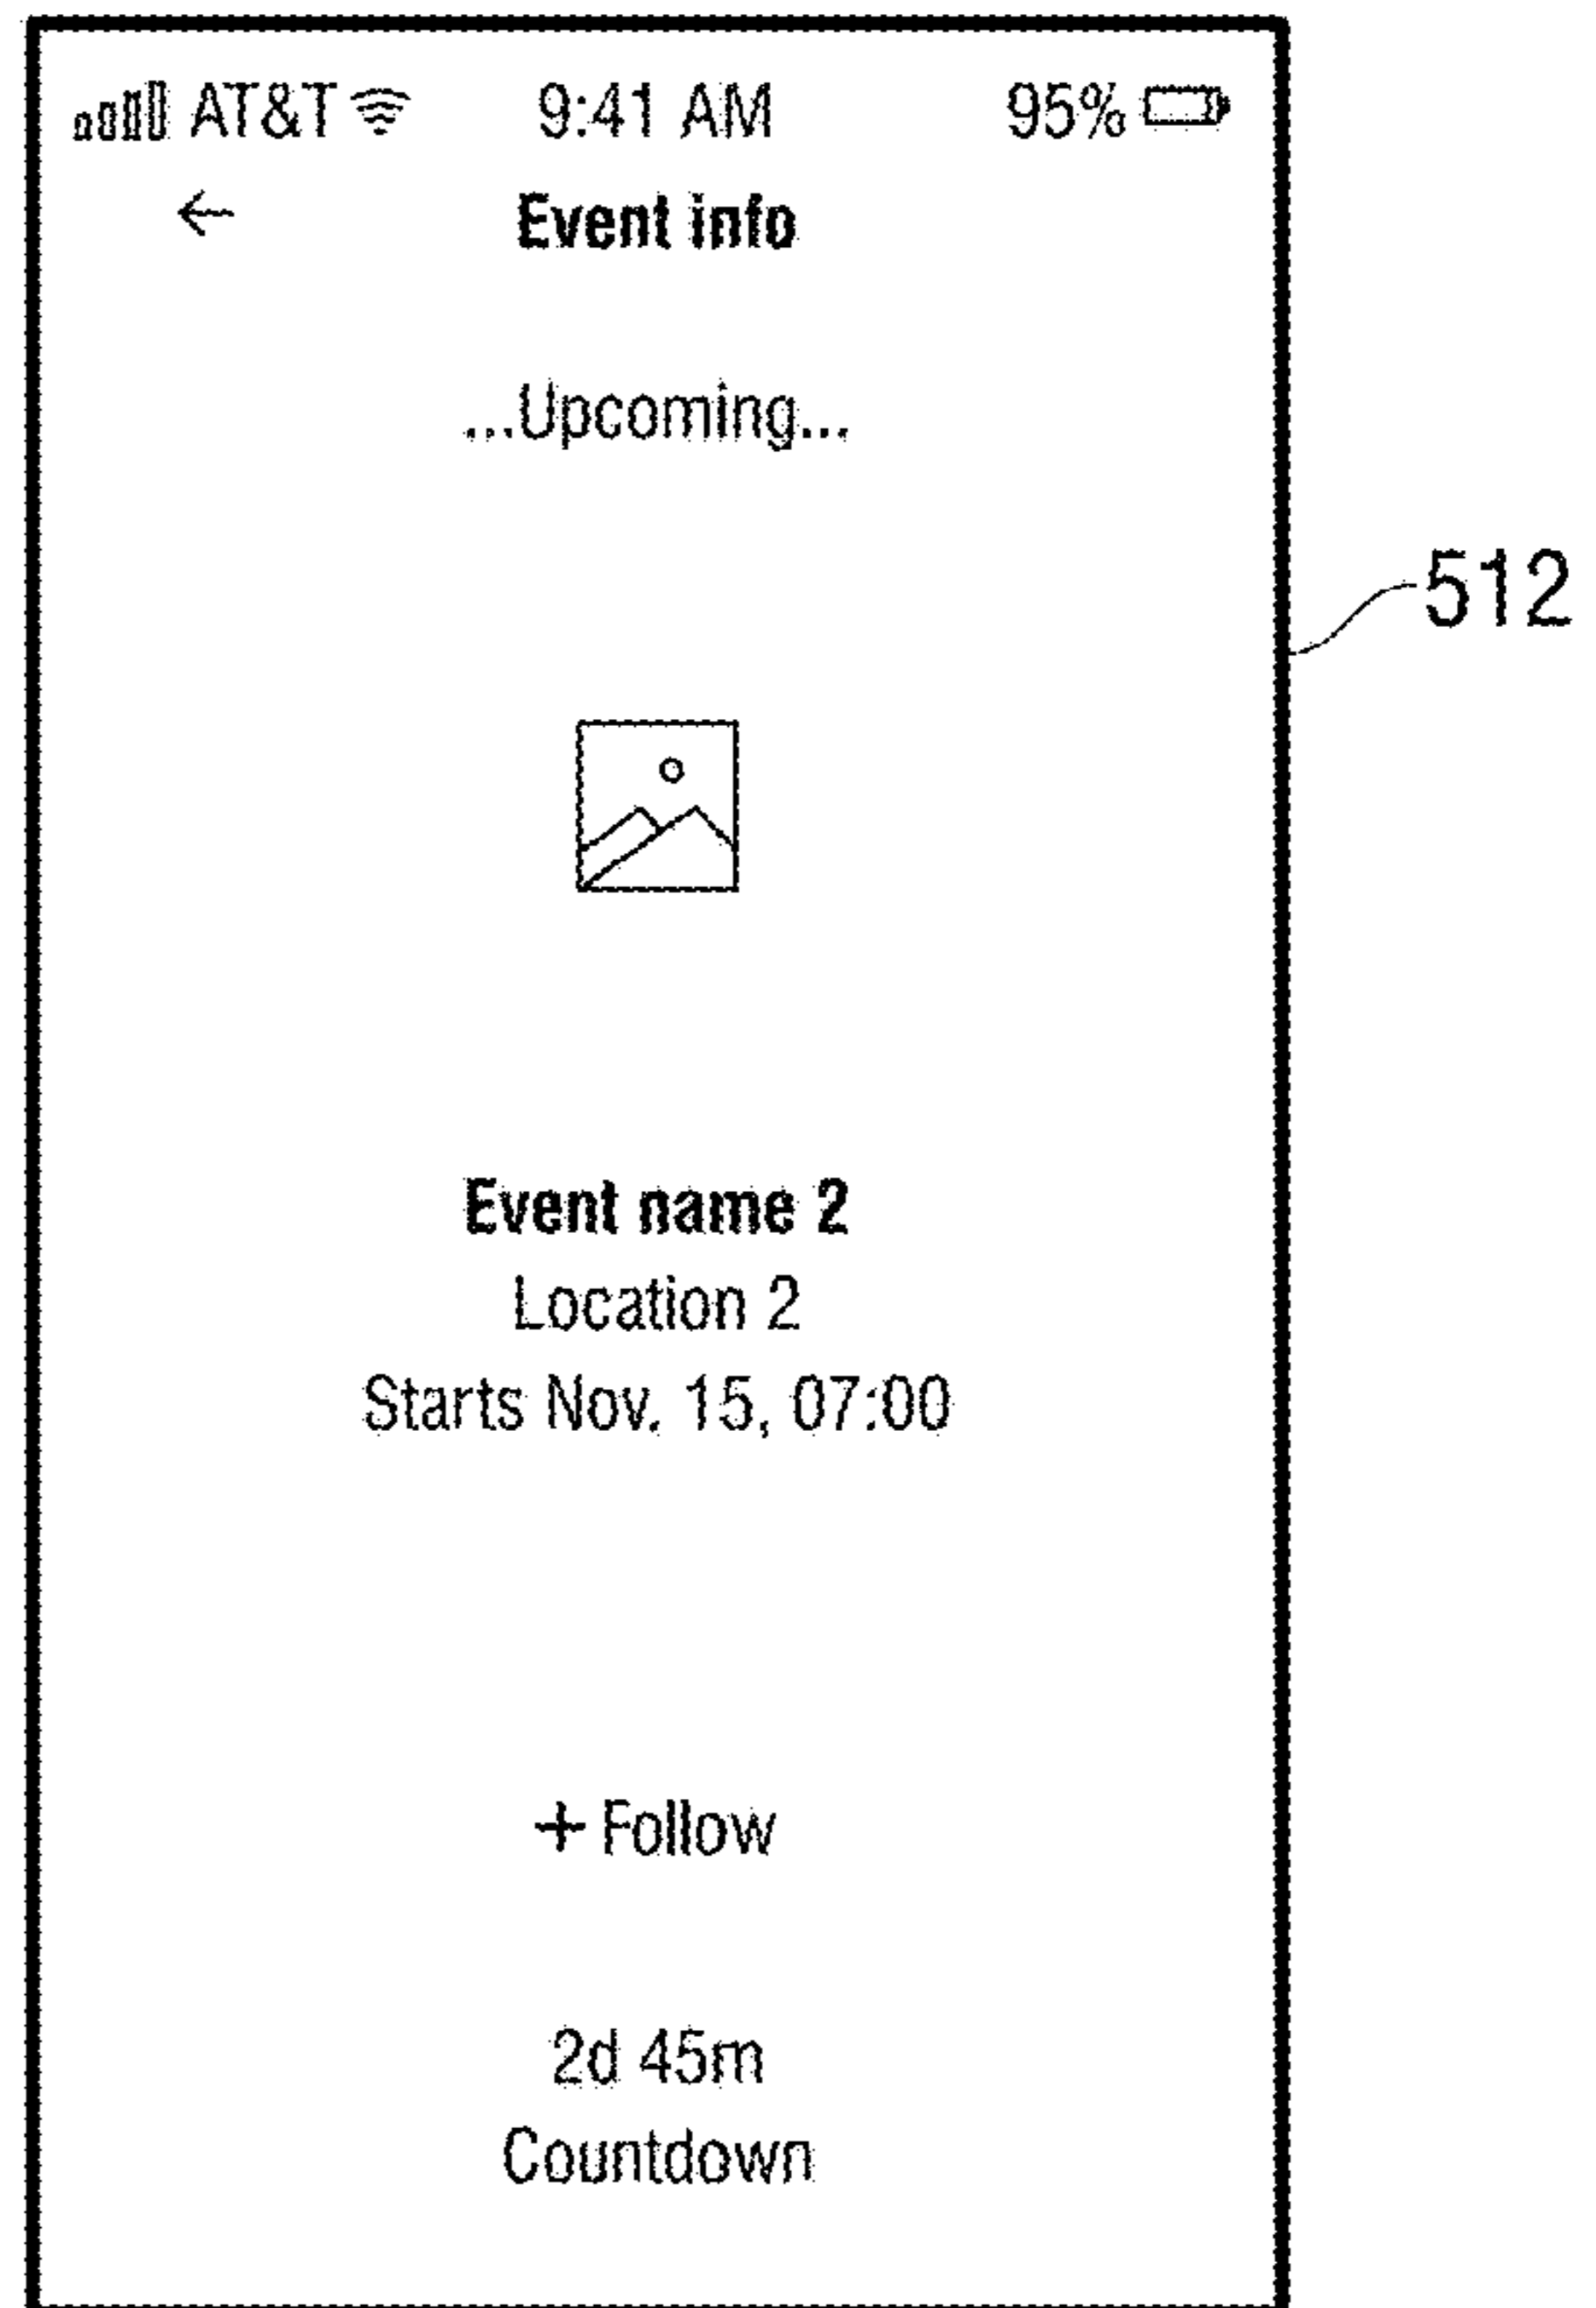 AT&T 9:41 AM 95%
Event info
...Upcoming...
512
Event name 2
Location 2
Starts Nov. 15, 07:00
+ Follow
2d 45m
Countdown